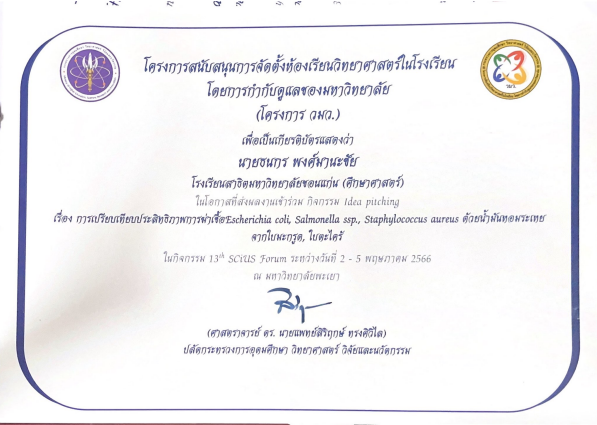 โครงการสนับสนุนการจัดตั้งห้องเรียนวิทยาศาสตร์ในโรงเรียน
โดยการกำกับดูแลของมหาวิทยาลัย
(โครงการ วมว.)
เพื่อเป็นเกียรติบัตรแสดงว่า
นายธนกร พงศ์มานะชัย
โรงเรียนสาธิตมหาวิทยาลัยขอนแก่น (ศึกษาศาสตร์)
ในโอกาสที่ส่งผลงานเข้าร่วม กิจกรรม Idea pitching
เรื่อง การเปรียบเทียบประสิทธิภาพการฆ่าเชื้อEscherichia coli, Salmonella ssp., Staphylococcus aureus ด้วยน้ำมันหอมระเหย
จากใบมะกรูด, ใบตะไคร้
ในกิจกรรม 13th SCiUS Forum ระหว่างวันที่ 2 - 5 พฤษภาคม 2566
ณ มหาวิทยาลัยพะเยา
(ศาสตราจารย์ ดร. นายแพทย์สิริฤกษ์ ทรงศิวิไล)
ปลัดกระทรวงการอุดมศึกษา วิทยาศาสตร์ วิจัยและนวัตกรรม